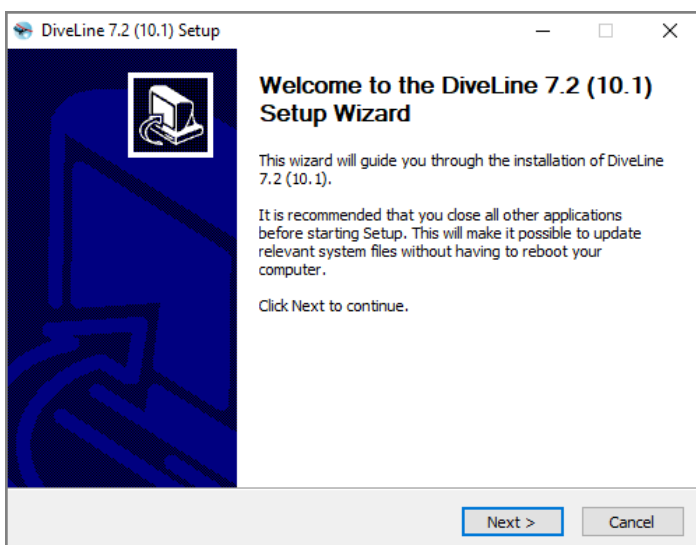 DiveLine 7.2 (10.1) Setup
Welcome to the DiveLine 7.2 (10.1)
Setup Wizard
This wizard will guide you through the installation of DiveLine
7.2 (10.1).
It is recommended that you close all other applications
before starting Setup. This will make it possible to update
relevant system files without having to reboot your
computer.
Click Next to continue.
Next >
Cancel